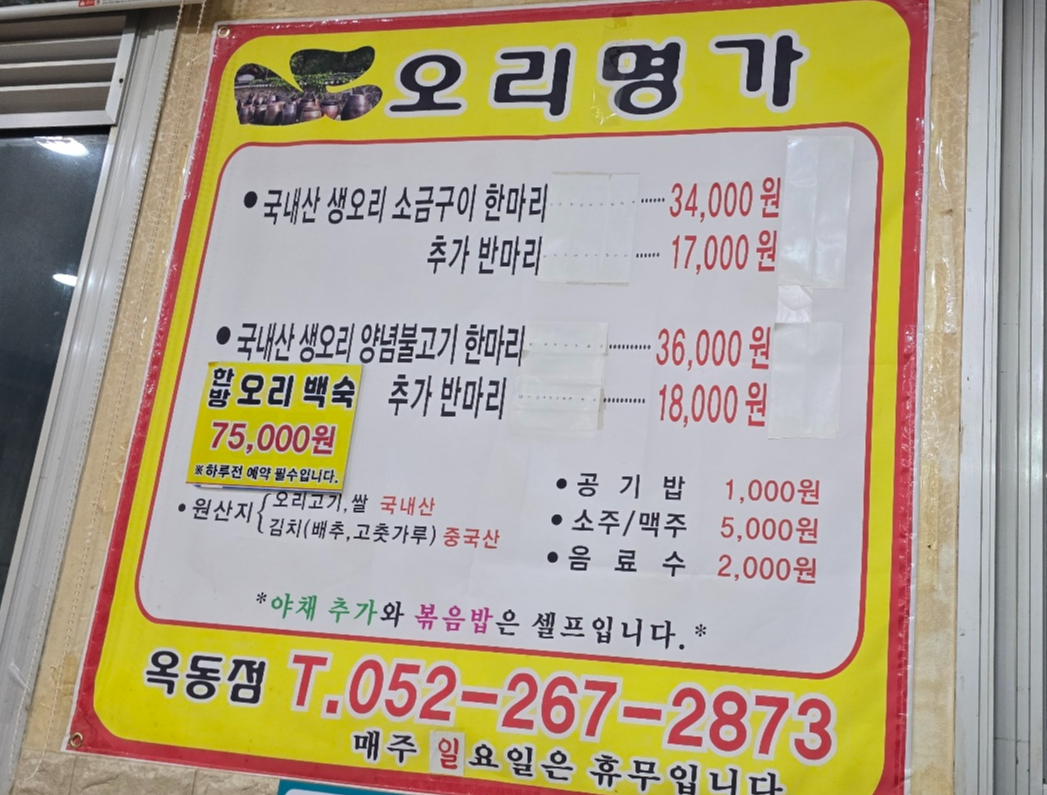 오리명가
● 국내산 생오리 소금구이 한마리 ······ 34,000원
추가 반마리 ······ 17,000원
● 국내산 생오리 양념불고기 한마리 ·········· 36,000원
추가 반마리 ·········· 18,000원
한방 오리 백숙
75,000원
※하루전 예약 필수입니다.
• 원산지 { 오리고기,쌀 국내산
김치(배추,고춧가루) 중국산
● 공기밥 1,000원
● 소주/맥주 5,000원
● 음료수 2,000원
*야채 추가와 볶음밥은 셀프입니다.*
옥동점 T.052-267-2873
매주 일요일은 휴무입니다